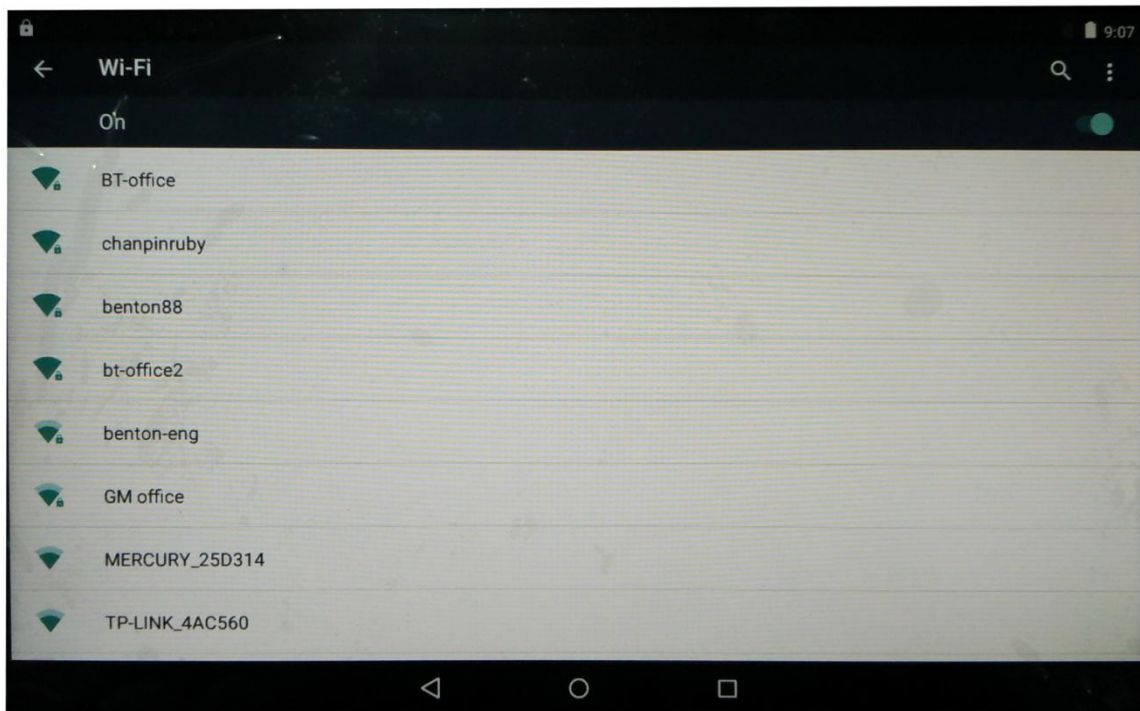 9:07
Wi-Fi
On
BT-office
chanpinruby
benton88
bt-office2
benton-eng
GM office
MERCURY_25D314
TP-LINK_4AC560